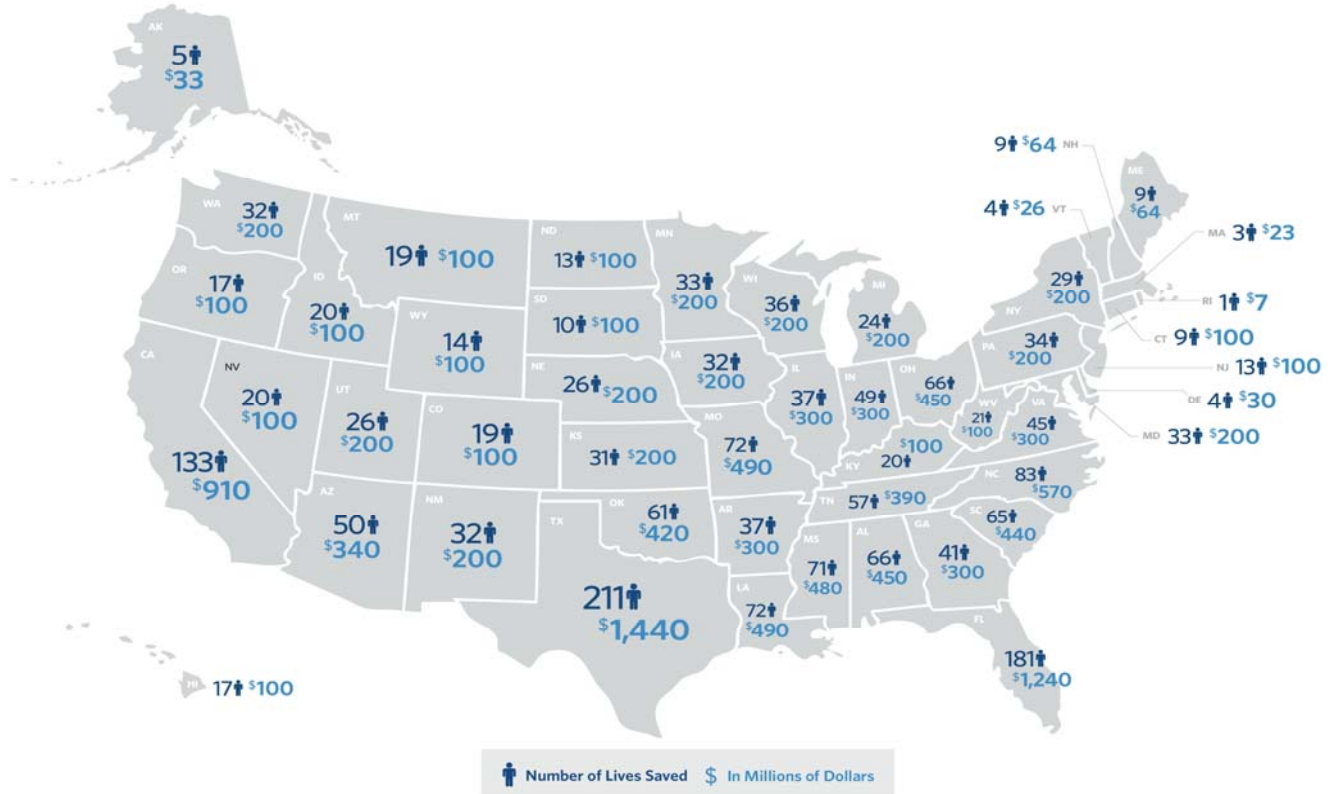 AK
5
$33
9 $64 NH
ME
9
$64
4 $26 VT
MA 3 $23
WA
32
$200
MT
19 $100
ND
13 $100
MN
33
$200
OR
17
$100
ID
20
$100
WI
36
$200
MI
24
$200
29
$200
NY
RI 1 $7
SD
10 $100
WY
14
$100
CT 9 $100
PA
34
$200
NJ 13 $100
CA
133
$910
NV
20
$100
UT
26
$200
NE
26 $200
IA
32
$200
IL
37
$300
IN
49
$300
OH
66
$450
DE 4 $30
WV
21
$100
VA
45
$300
MD 33 $200
CO
19
$100
KS
31 $200
MO
72
$490
$100
KY 20
NC
83
$570
TN 57 $390
AZ
50
$340
NM
32
$200
TX
211
$1,440
OK
61
$420
AR
37
$300
SC
65
$440
MS
71
$480
AL
66
$450
GA
41
$300
LA
72
$490
FL
181
$1,240
HI 17 $100
Number of Lives Saved $ In Millions of Dollars